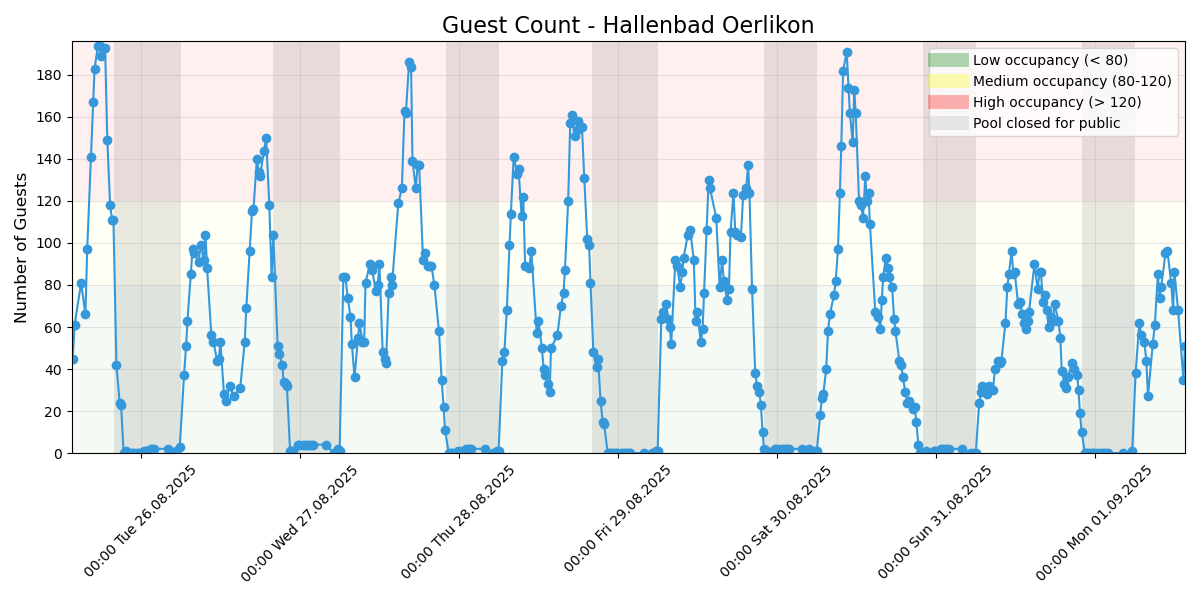 Guest Count - Hallenbad Oerlikon
Low occupancy (< 80)
Medium occupancy (80-120)
High occupancy (> 120)
Pool closed for public
Number of Guests
180
160
140
120
100
80
60
40
20
0
00:00 Tue 26.08.2025
00:00 Wed 27.08.2025
00:00 Thu 28.08.2025
00:00 Fri 29.08.2025
00:00 Sat 30.08.2025
00:00 Sun 31.08.2025
00:00 Mon 01.09.2025